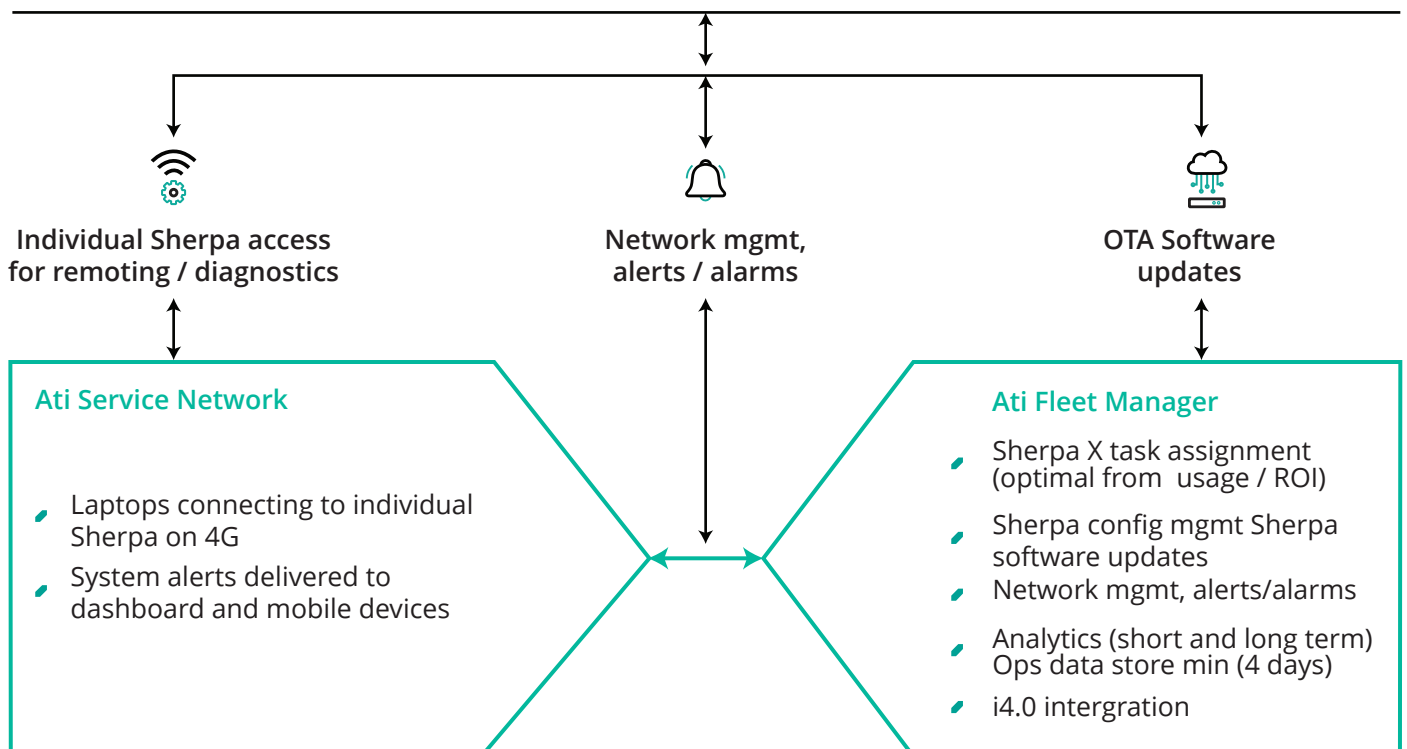 Individual Sherpa access
for remoting / diagnostics
Network mgmt,
alerts / alarms
OTA Software
updates
Ati Service Network
Laptops connecting to individual
Sherpa on 4G
System alerts delivered to
dashboard and mobile devices
Ati Fleet Manager
Sherpa X task assignment
(optimal from usage / ROI)
Sherpa config mgmt Sherpa
software updates
Network mgmt, alerts/alarms
Analytics (short and long term)
Ops data store min (4 days)
i4.0 intergration